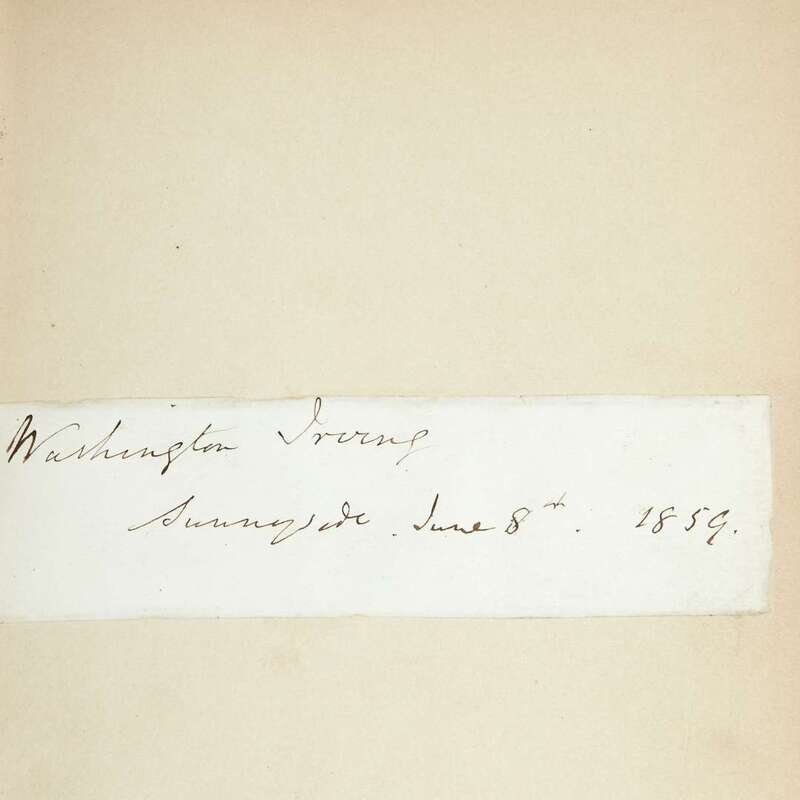 Washington Irving
Sunnyside. June 8th. 1859.